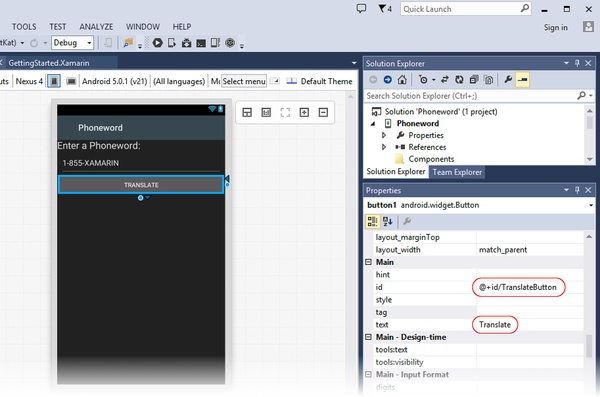 4
Quick Launch (Ctrl+Q)
TOOLS TEST ANALYZE WINDOW HELP
Sign in
Debug
GettingStarted.Xamarin
Nexus 4 Android 5.0.1 (v21) (All languages) Select menu Default Theme
Phoneword
Enter a Phoneword:
1-855-XAMARIN
TRANSLATE
Solution Explorer
Search Solution Explorer (Ctrl+;)
Solution 'Phoneword' (1 project)
Phoneword
Properties
References
Components
Solution Explorer Team Explorer
Properties
button1 android.widget.Button
layout_marginTop
layout_width match_parent
Main
hint
id @+id/TranslateButton
style
tag
text Translate
Main - Design-time
tools:text
tools:visibility
Main - Input Format
digits